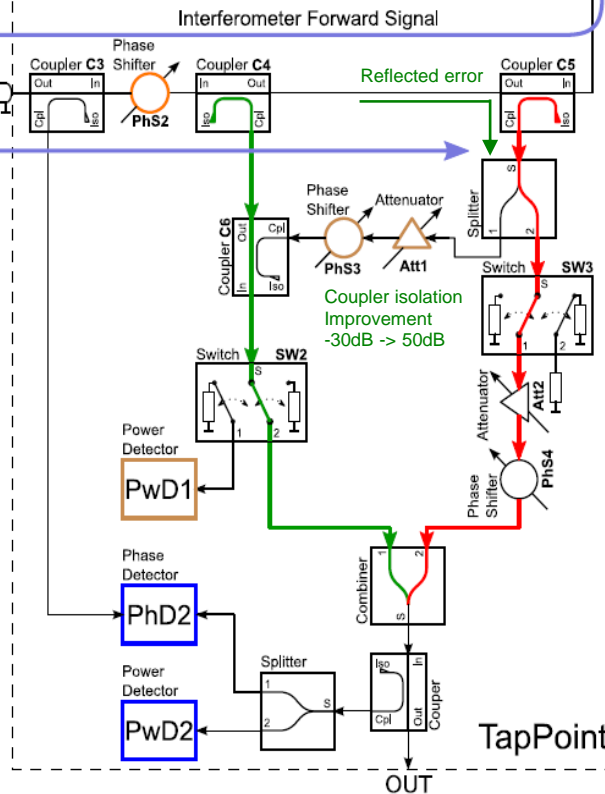 Interferometer Forward Signal
Phase
Shifter
Coupler C3
Out
In
Cpl
Iso
PhS2
Coupler C4
In
Out
Iso
Cpl
Reflected error
Coupler C5
Out
In
Cpl
Iso
Splitter
S
1
2
Phase
Shifter
Attenuator
PhS3
Att1
Coupler C6
Out
Cpl
In
Iso
Coupler isolation
Improvement
-30dB -> 50dB
Switch
SW3
S
1
2
Switch
SW2
S
1
2
Attenuator
Att2
Power
Detector
PwD1
Phase
Shifter
PhS4
Phase
Detector
PhD2
Combiner
1
2
S
Power
Detector
PwD2
Splitter
1
S
2
Iso
In
Cpl
Out
Couper
TapPoint
OUT